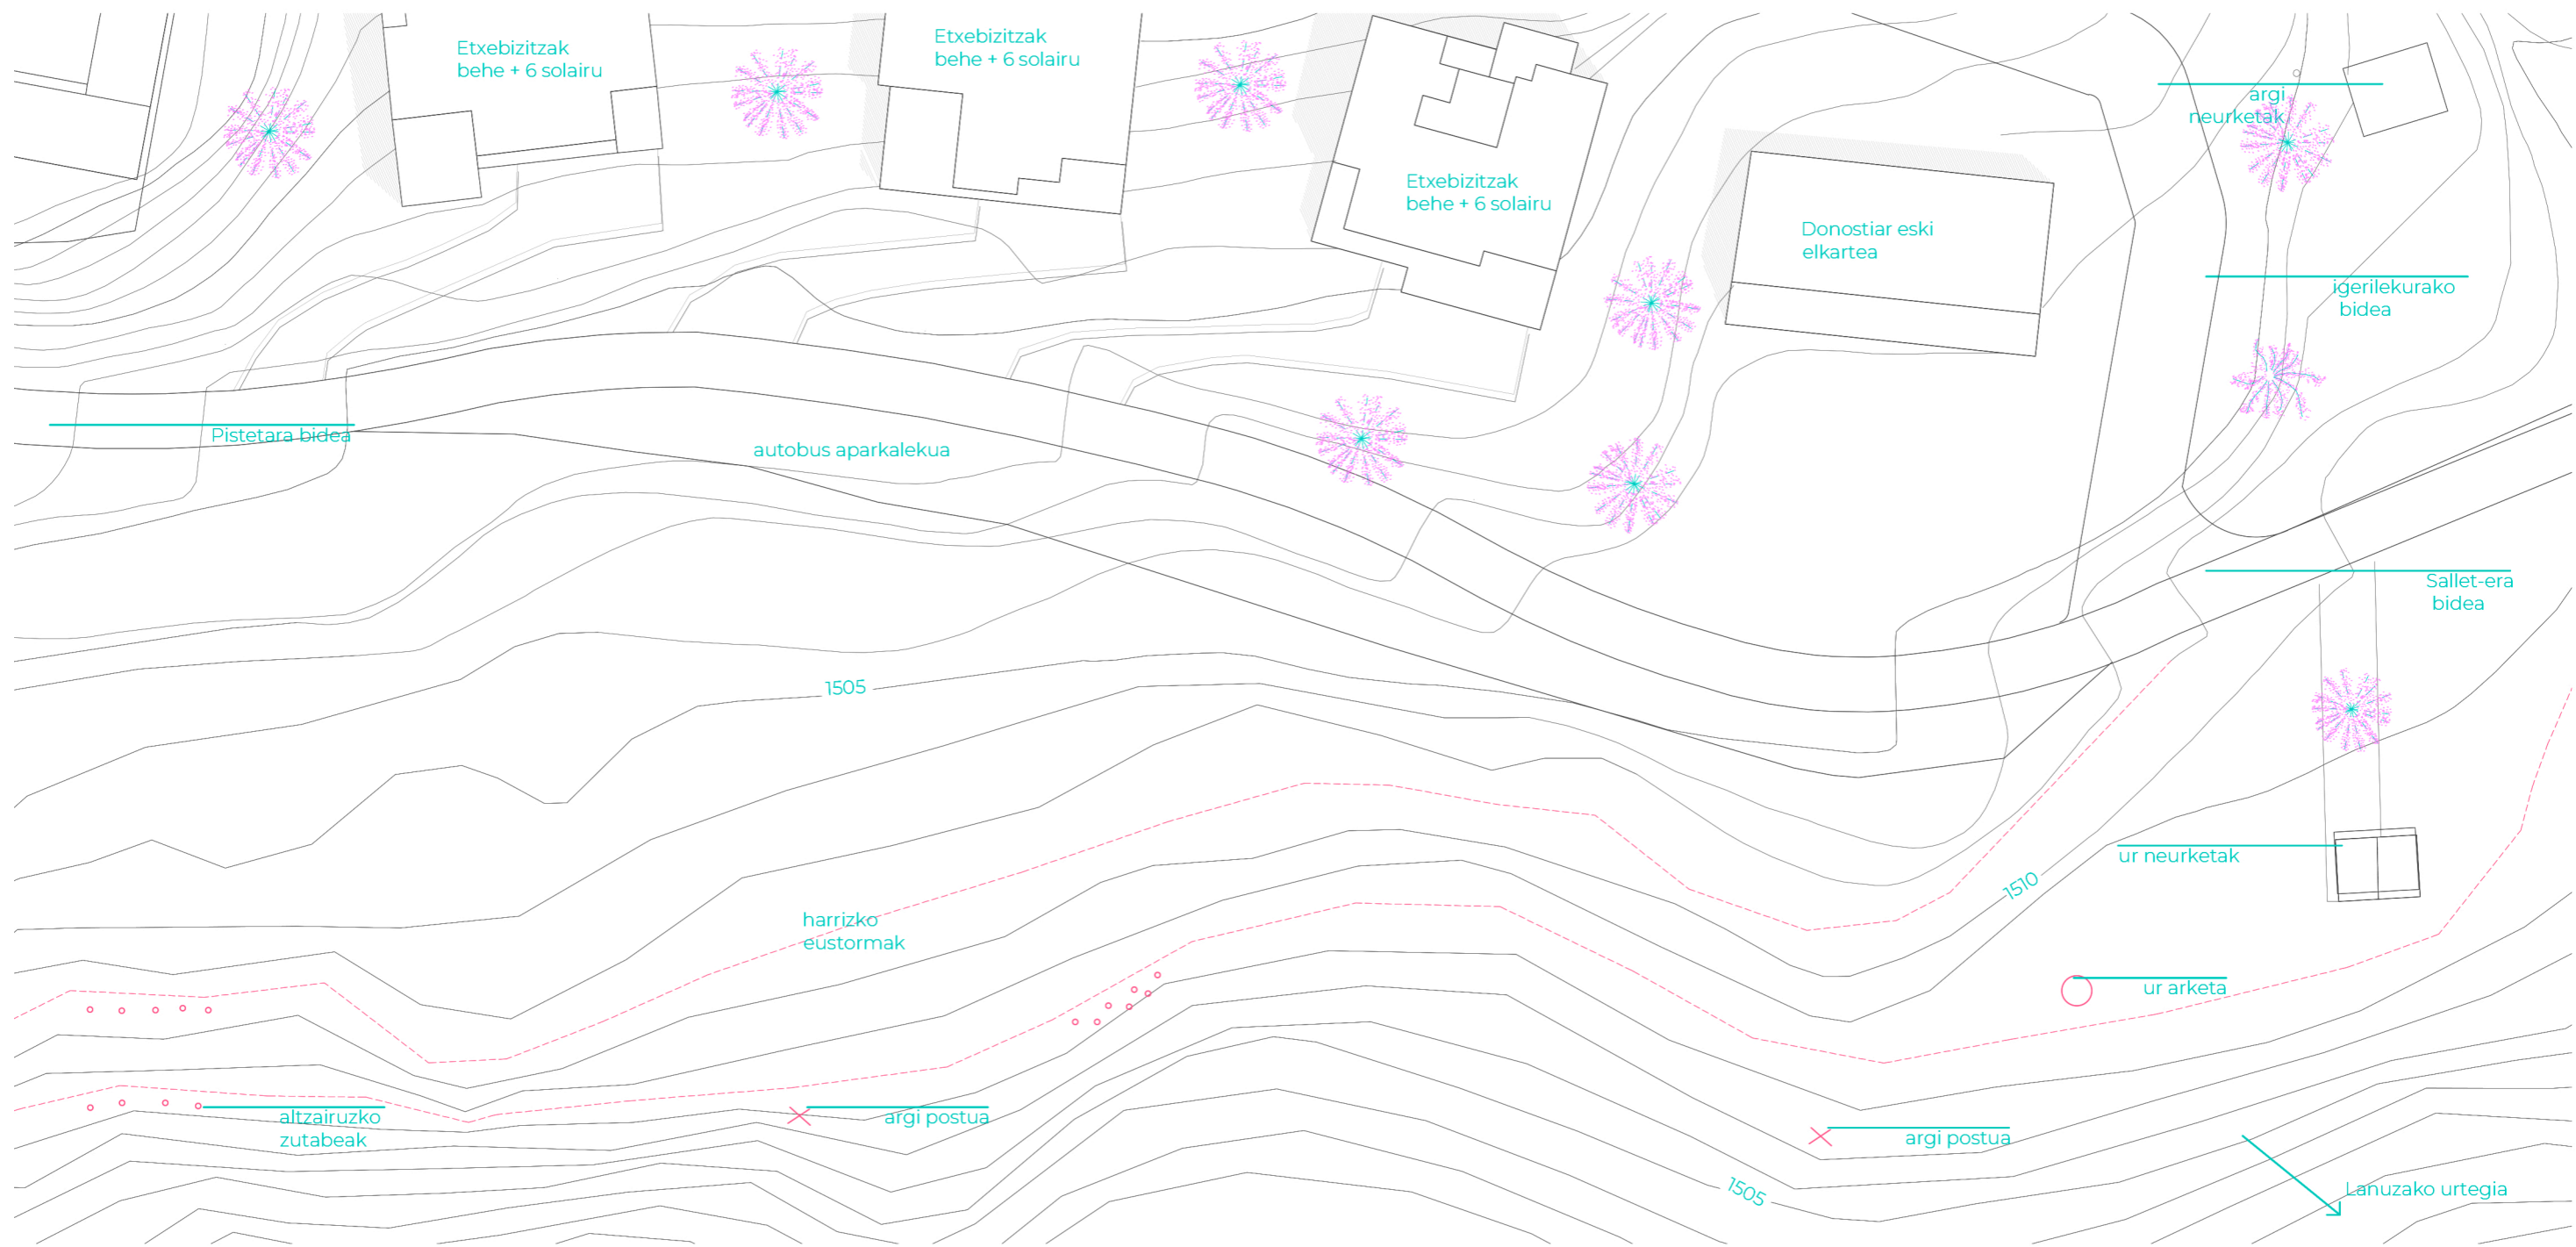 Etxebizitzak
behe + 6 solairu
Etxebizitzak
behe + 6 solairu
argi
neurketak
Etxebizitzak
behe + 6 solairu
Donostiar eski
elkartea
igerilekurako
bidea
Pistetara bidea
autobus aparkalekua
Sallet-era
bidea
1505
ur neurketak
1510
harrizko
eustormak
ur arketa
altzairuzko
zutabeak
argi postua
argi postua
1505
Lanuzako urtegia